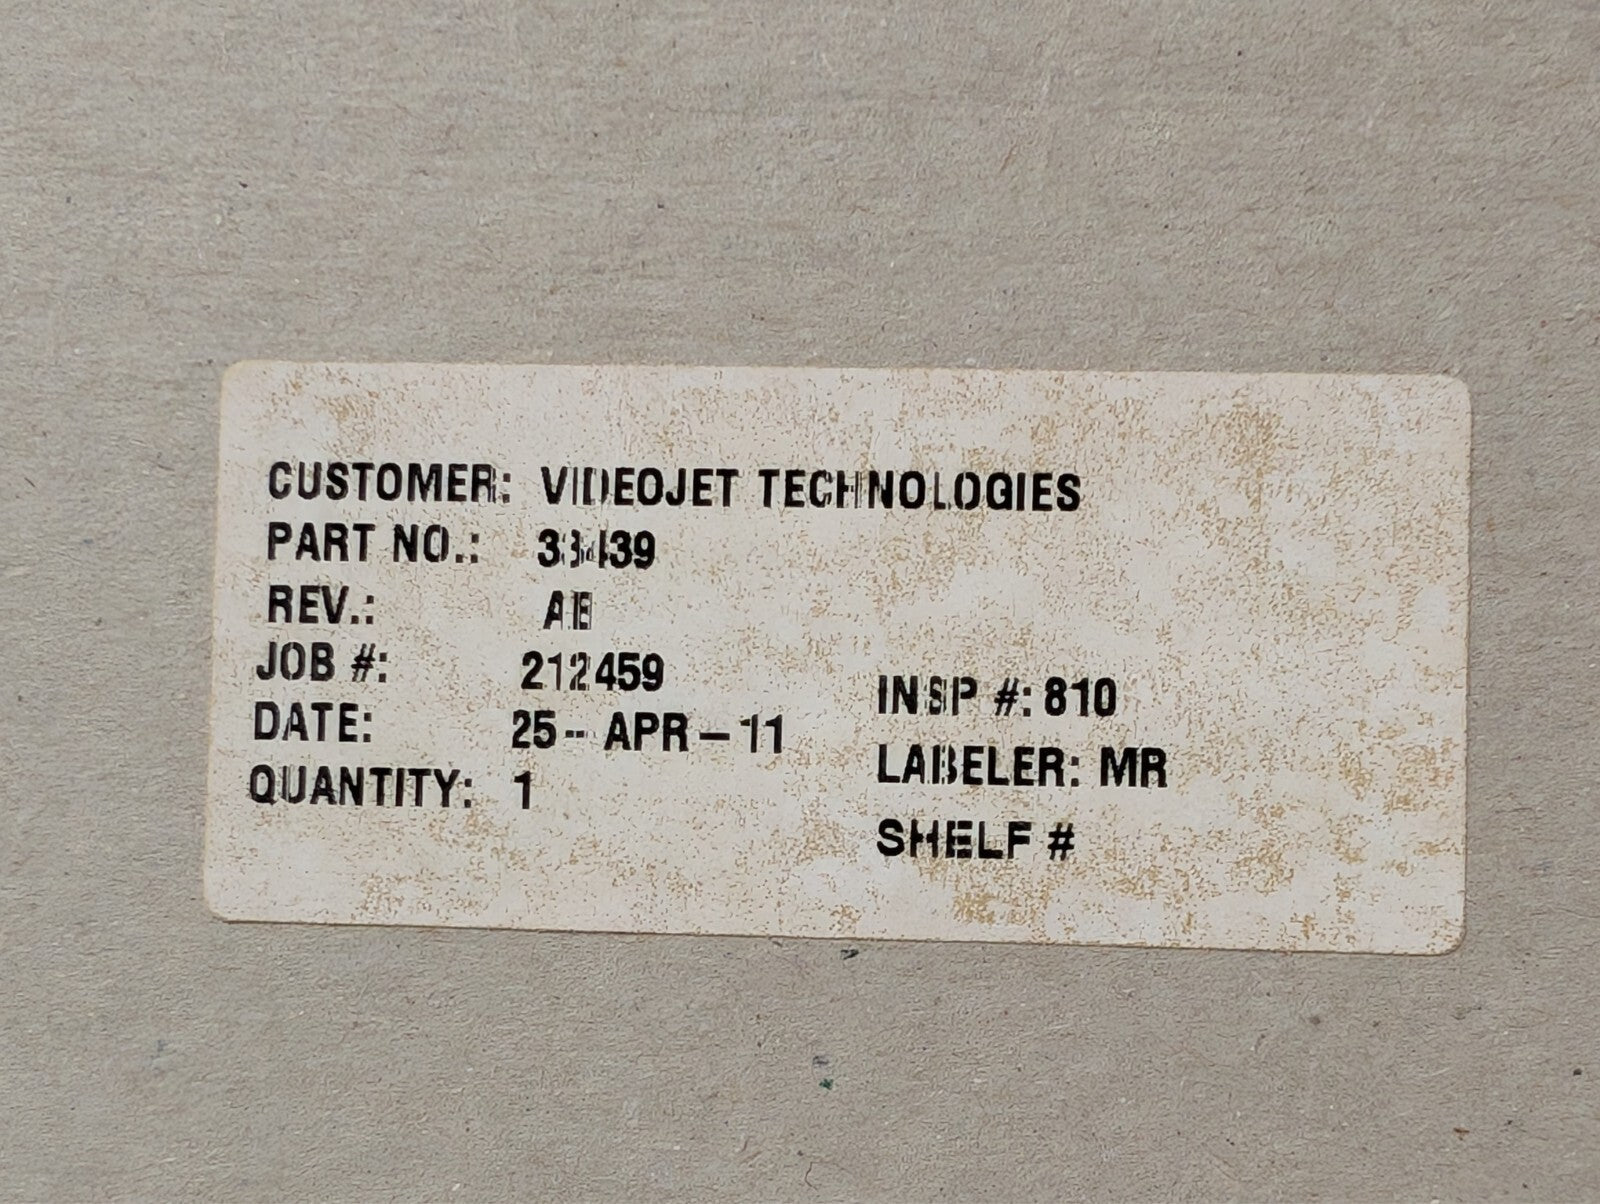 CUSTOMER: VIDEOJET TECHNOLOGIES
PART NO.:
REV.:
JOB #: 212459
DATE: 25-APR-11
QUANTITY: 1
INSP #: 810
LABELER: MR
SHELF #